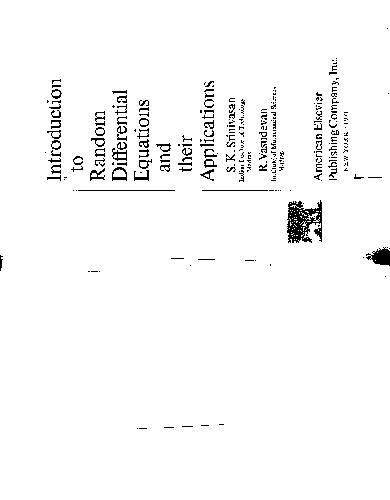 Introduction
to
Random
Differential
Equations
and
their
Applications
S. K. Srinivasan
Indian Institute of Technology
Madras
R. Vasudevan
Institute of Mathematical Sciences
Madras
American Elsevier
Publishing Company, Inc.
NEW YORK 1971